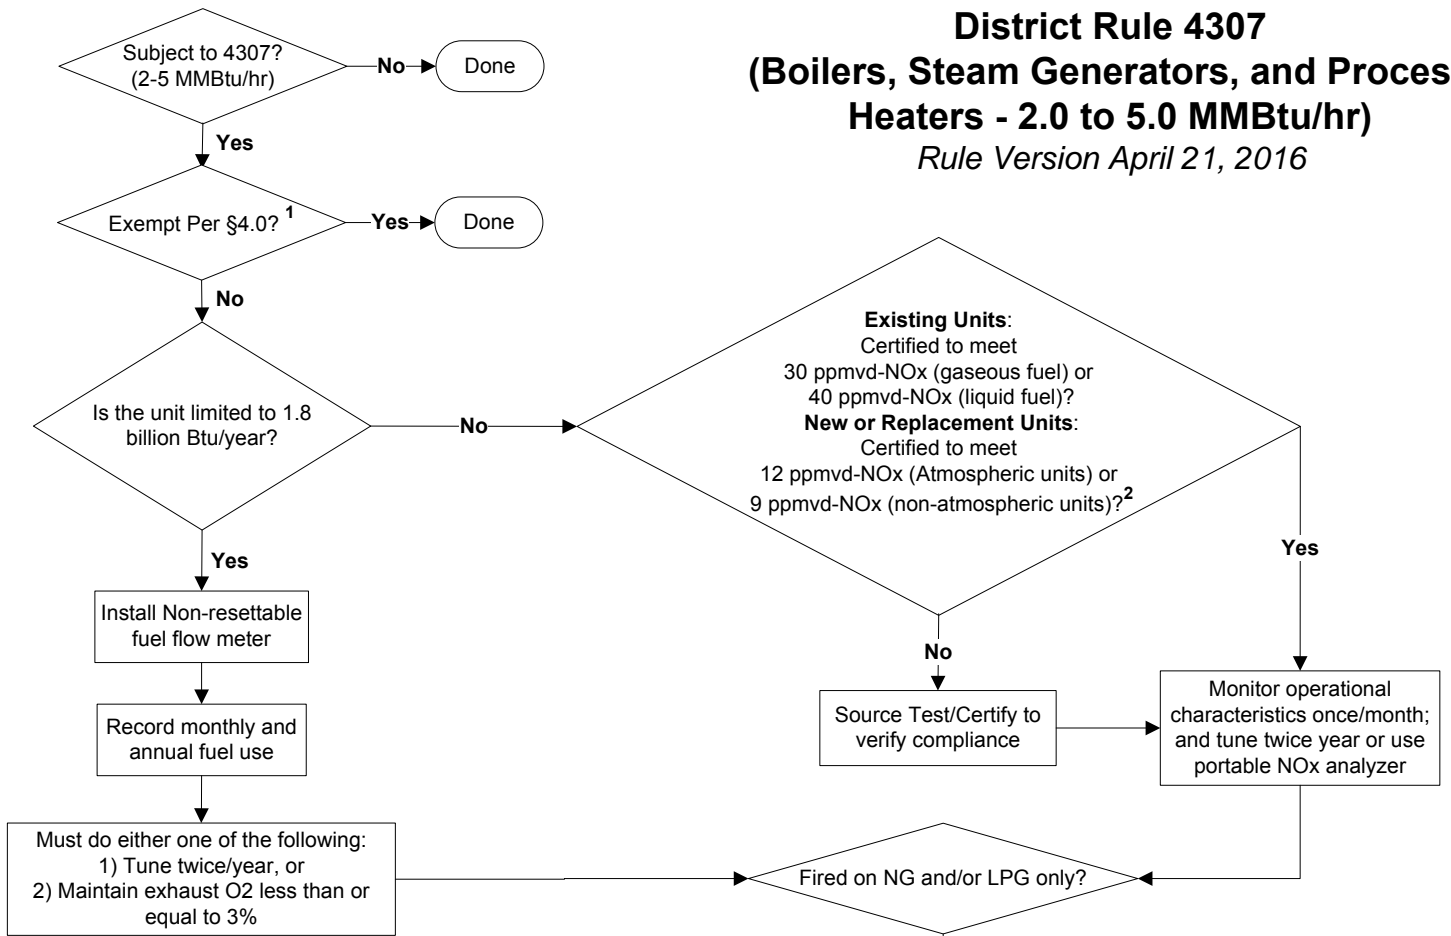 District Rule 4307
(Boilers, Steam Generators, and Proces
Heaters - 2.0 to 5.0 MMBtu/hr)
Rule Version April 21, 2016
Subject to 4307?
(2-5 MMBtu/hr)
No
Done
Yes
Exempt Per §4.0? 1
Yes
Done
No
Is the unit limited to 1.8
billion Btu/year?
No
Existing Units:
Certified to meet
30 ppmvd-NOx (gaseous fuel) or
40 ppmvd-NOx (liquid fuel)?
New or Replacement Units:
Certified to meet
12 ppmvd-NOx (Atmospheric units) or
9 ppmvd-NOx (non-atmospheric units)?2
Yes
Yes
Install Non-resettable
fuel flow meter
No
Record monthly and
annual fuel use
Source Test/Certify to
verify compliance
Monitor operational
characteristics once/month;
and tune twice year or use
portable NOx analyzer
Must do either one of the following:
1) Tune twice/year, or
2) Maintain exhaust O2 less than or
equal to 3%
Fired on NG and/or LPG only?